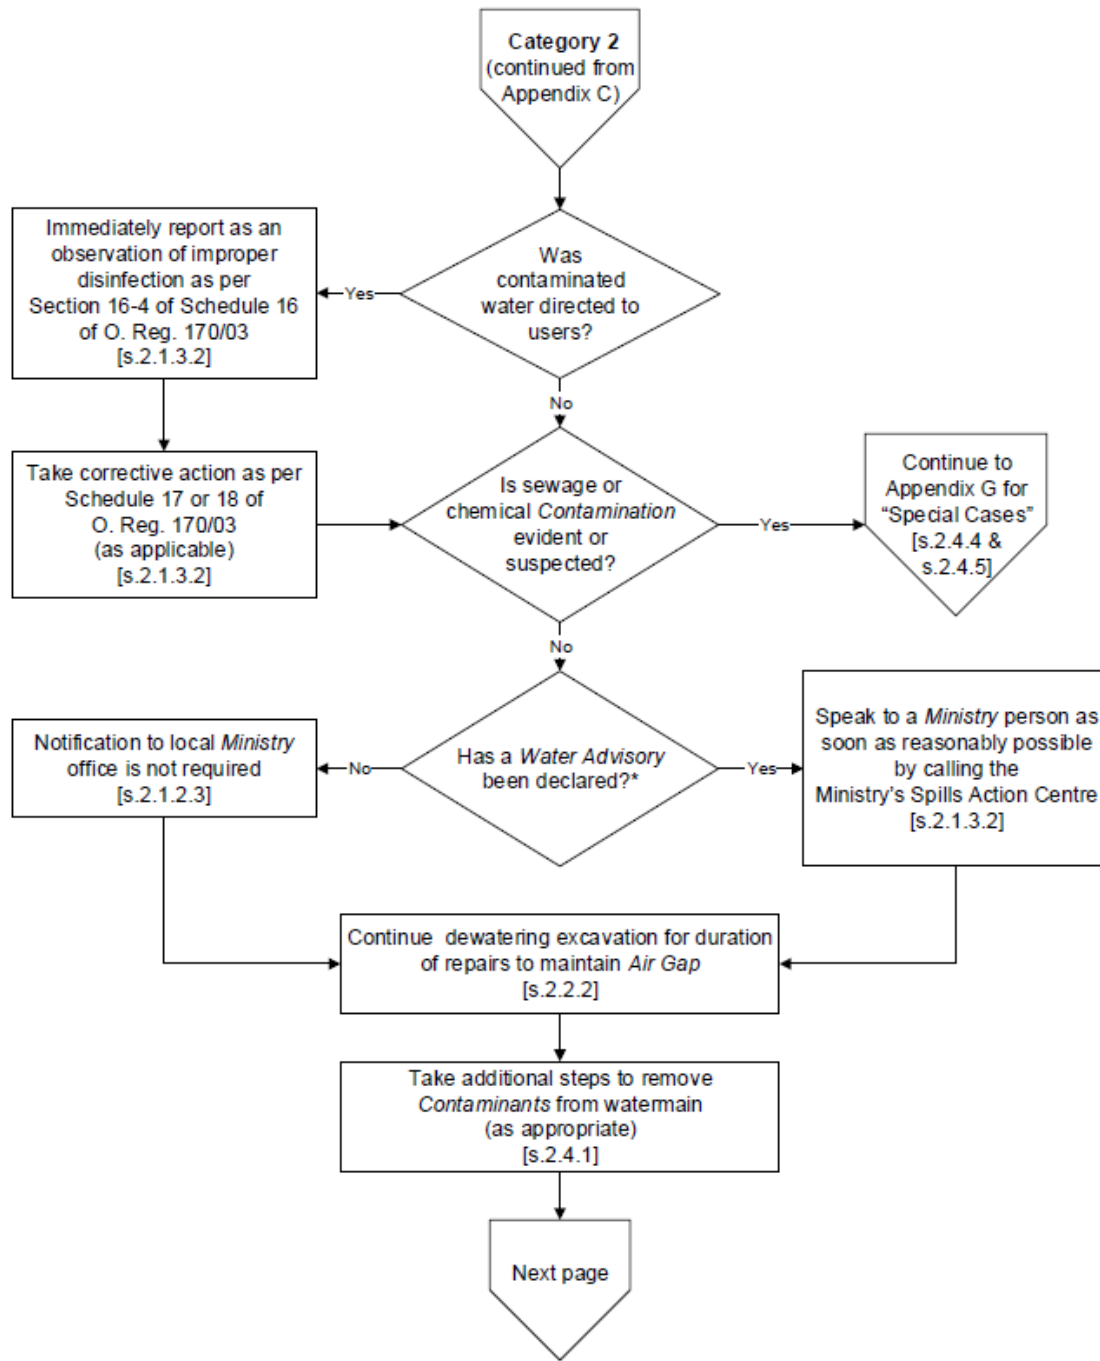 Category 2
(continued from
Appendix C)
Was
contaminated
water directed to
users?
Yes
Immediately report as an
observation of improper
disinfection as per
Section 16-4 of Schedule 16
of O. Reg. 170/03
[s.2.1.3.2]
No
Take corrective action as per
Schedule 17 or 18 of
O. Reg. 170/03
(as applicable)
[s.2.1.3.2]
Is sewage or
chemical Contamination
evident or
suspected?
Yes
Continue to
Appendix G for
“Special Cases”
[s.2.4.4 &
s.2.4.5]
No
Has a Water Advisory
been declared?*
No
Notification to local Ministry
office is not required
[s.2.1.2.3]
Yes
Speak to a Ministry person as
soon as reasonably possible
by calling the
Ministry’s Spills Action Centre
[s.2.1.3.2]
Continue dewatering excavation for duration
of repairs to maintain Air Gap
[s.2.2.2]
Take additional steps to remove
Contaminants from watermain
(as appropriate)
[s.2.4.1]
Next page